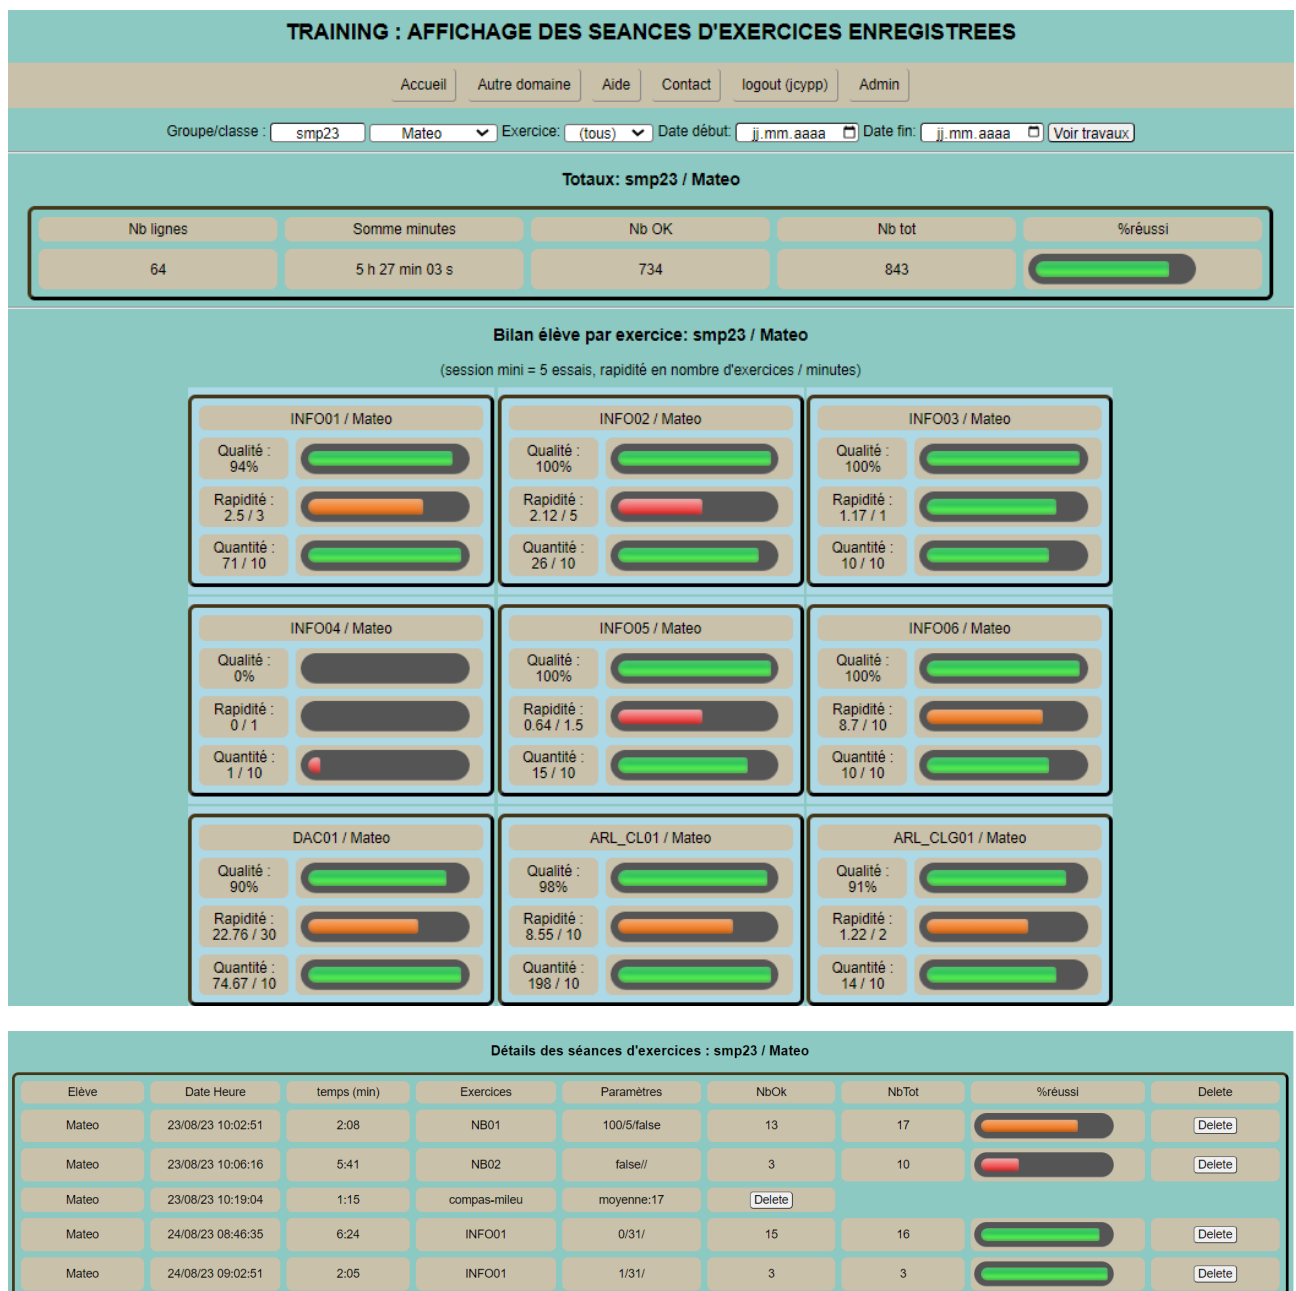 TRAINING : AFFICHAGE DES SEANCES D'EXERCICES ENREGISTREES
Accueil Autre domaine Aide Contact logout (jcypp) Admin
Groupe/classe : smp23 Mateo Exercice: (tous) Date début: jj.mm.aaaa Date fin: jj.mm.aaaa Voir travaux
Totaux: smp23 / Mateo
Nb lignes Somme minutes Nb OK Nb tot %réussi
64 5 h 27 min 03 s 734 843
Bilan élève par exercice: smp23 / Mateo
(session mini = 5 essais, rapidité en nombre d'exercices / minutes)
INFO01 / Mateo
Qualité :
94%
Rapidité :
2.5 / 3
Quantité :
71 / 10
INFO02 / Mateo
Qualité :
100%
Rapidité :
2.12 / 5
Quantité :
26 / 10
INFO03 / Mateo
Qualité :
100%
Rapidité :
1.17 / 1
Quantité :
10 / 10
INFO04 / Mateo
Qualité :
0%
Rapidité :
0 / 1
Quantité :
1 / 10
INFO05 / Mateo
Qualité :
100%
Rapidité :
0.64 / 1.5
Quantité :
15 / 10
INFO06 / Mateo
Qualité :
100%
Rapidité :
8.7 / 10
Quantité :
10 / 10
DAC01 / Mateo
Qualité :
90%
Rapidité :
22.76 / 30
Quantité :
74.67 / 10
ARL_CL01 / Mateo
Qualité :
98%
Rapidité :
8.55 / 10
Quantité :
198 / 10
ARL_CLG01 / Mateo
Qualité :
91%
Rapidité :
1.22 / 2
Quantité :
14 / 10
Détails des séances d'exercices : smp23 / Mateo
Elève Date Heure temps (min) Exercices Paramètres NbOk NbTot %réussi Delete
Mateo 23/08/23 10:02:51 2:08 NB01 100/5/false 13 17 Delete
Mateo 23/08/23 10:06:16 5:41 NB02 false// 3 10 Delete
Mateo 23/08/23 10:19:04 1:15 compas-mileu moyenne:17 Delete
Mateo 24/08/23 08:46:35 6:24 INFO01 0/31/ 15 16 Delete
Mateo 24/08/23 09:02:51 2:05 INFO01 1/31/ 3 3 Delete